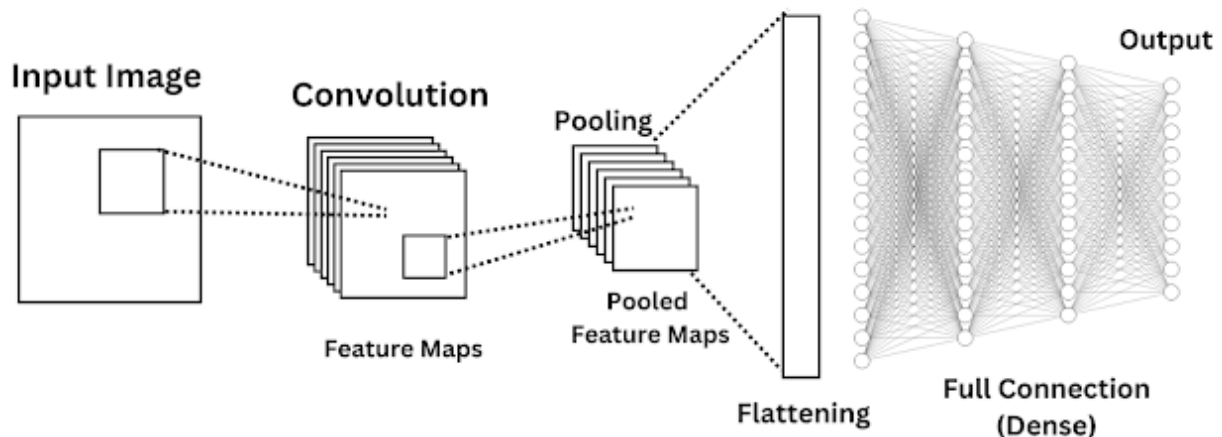 Input Image
Convolution
Feature Maps
Pooling
Pooled
Feature Maps
Flattening
Output
Full Connection
(Dense)